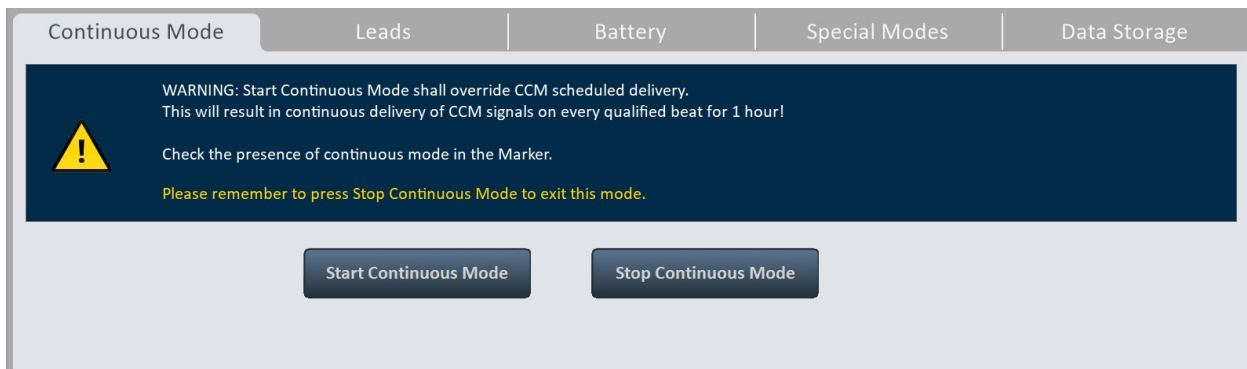 Continuous Mode
Leads
Battery
Special Modes
Data Storage
WARNING: Start Continuous Mode shall override CCM scheduled delivery.
This will result in continuous delivery of CCM signals on every qualified beat for 1 hour!
Check the presence of continuous mode in the Marker.
Please remember to press Stop Continuous Mode to exit this mode.
Start Continuous Mode
Stop Continuous Mode